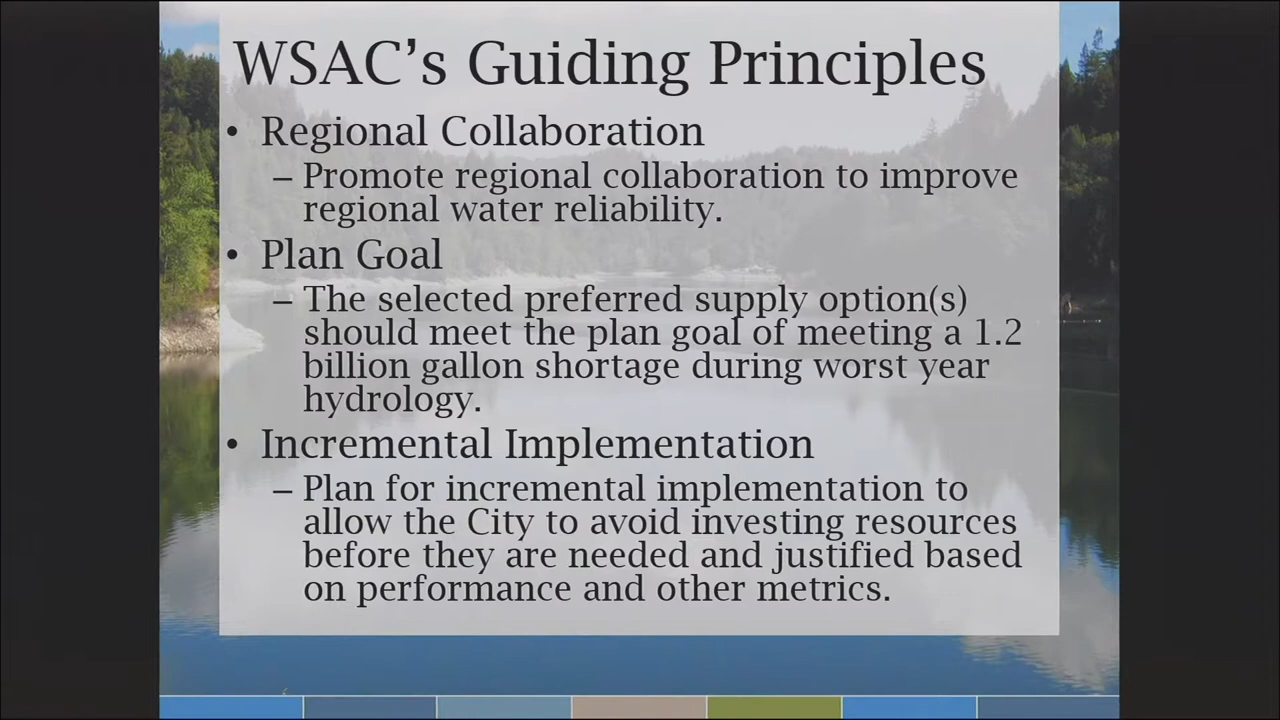 WSAC's Guiding Principles
• Regional Collaboration
– Promote regional collaboration to improve
regional water reliability.
• Plan Goal
– The selected preferred supply option(s)
should meet the plan goal of meeting a 1.2
billion gallon shortage during worst year
hydrology.
• Incremental Implementation
– Plan for incremental implementation to
allow the City to avoid investing resources
before they are needed and justified based
on performance and other metrics.